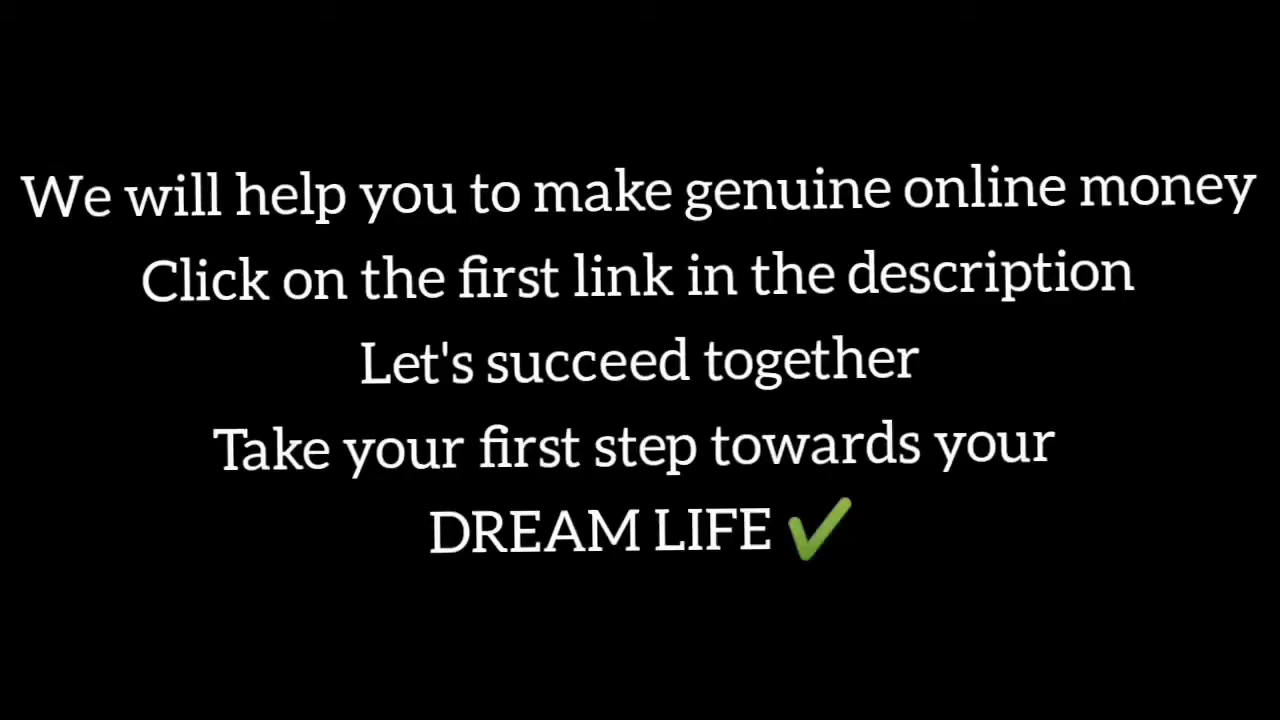 We will help you to make genuine online money
Click on the first link in the description
Let's succeed together
Take your first step towards your
DREAM LIFE ✔